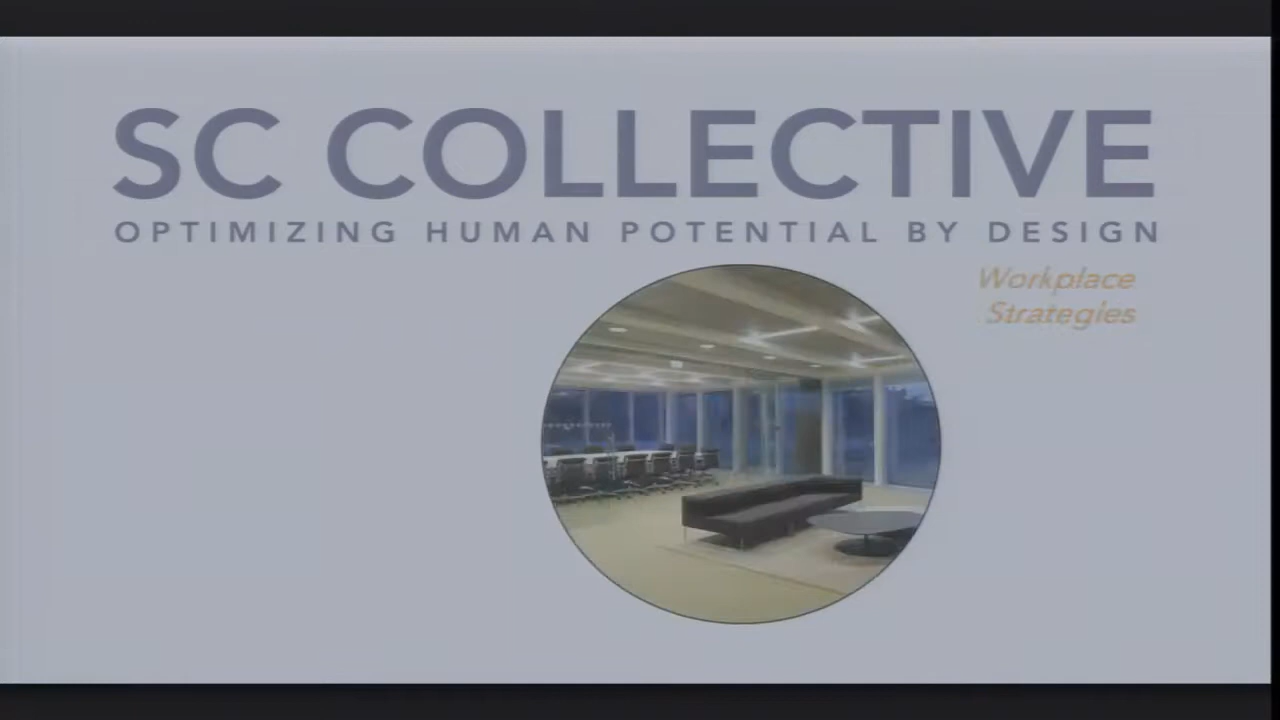 SC COLLECTIVE
OPTIMIZING HUMAN POTENTIAL BY DESIGN
Workplace
Strategies